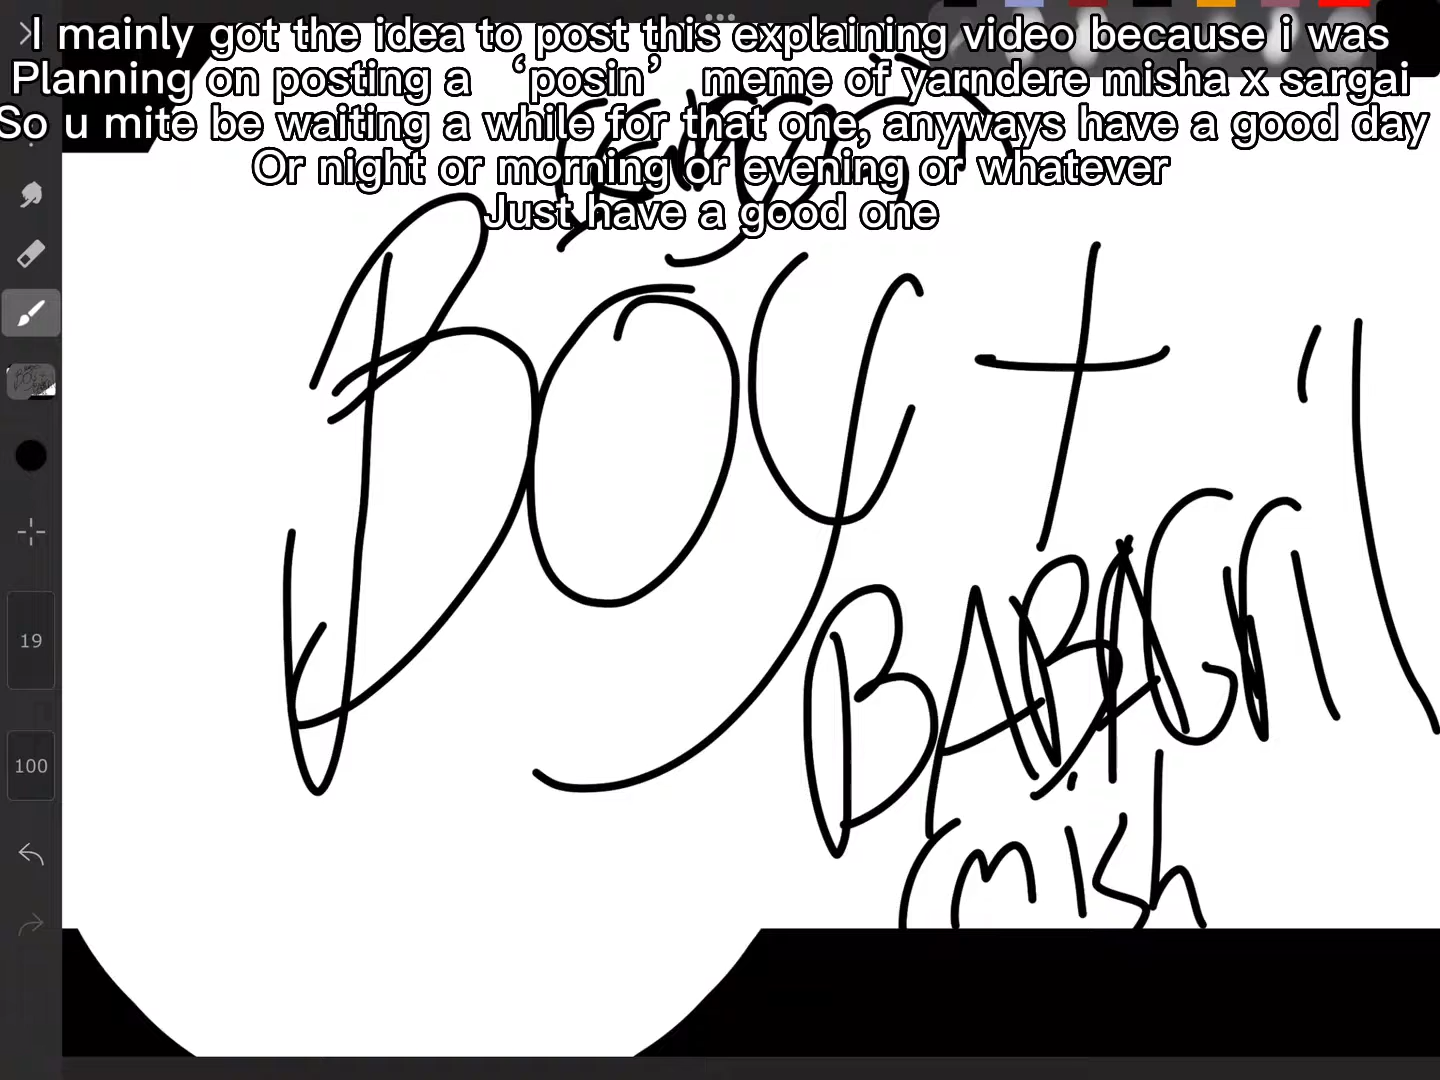 I mainly got the idea to post this explaining video because i was
Planning on posting a ‘posin’ meme of yarndere misha x sargai
So u mite be waiting a while for that one, anyways have a good day
Or night or morning or evening or whatever
Just have a good one
BOY +
BABAGril
(mish
19
100